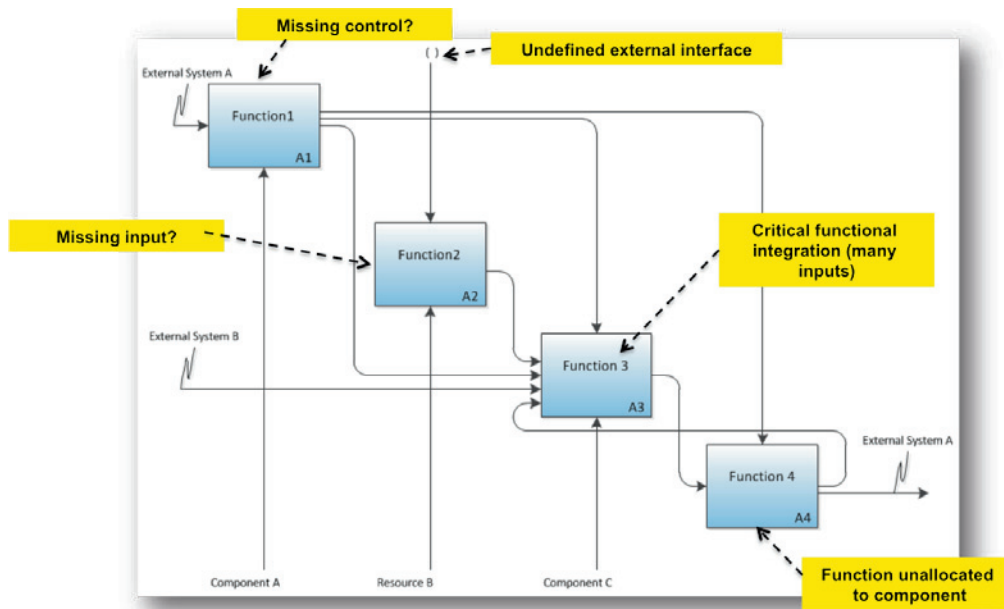 Missing control?
( )
Undefined external interface
External System A
Function1
A1
Missing input?
Function2
A2
Critical functional
integration (many
inputs)
External System B
Function 3
A3
External System A
Function 4
A4
Component A
Resource B
Component C
Function unallocated
to component